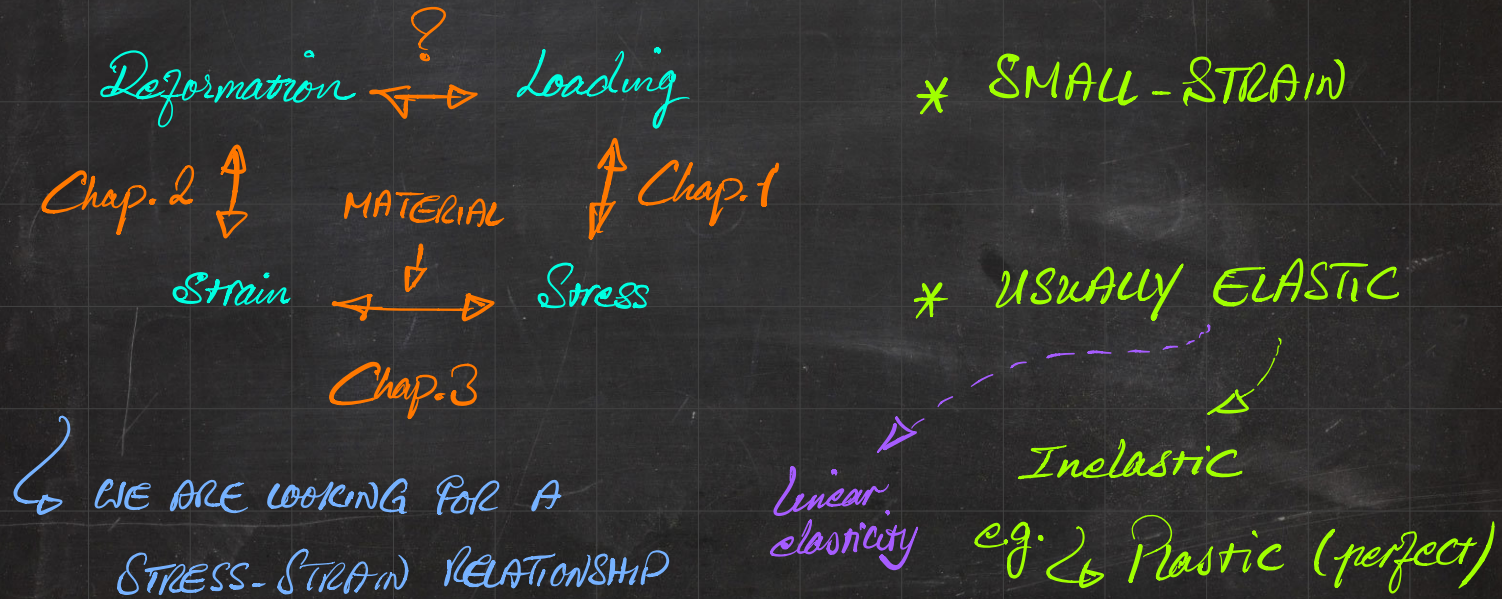 ?
Deformation Loading
Chap. 2 MATERIAL Chap. 1
Strain Stress
Chap. 3
WE ARE LOOKING FOR A
STRESS-STRAIN RELATIONSHIP
* SMALL-STRAIN
* USUALLY ELASTIC
Linear
elasticity
Inelastic
e.g. Plastic (perfect)